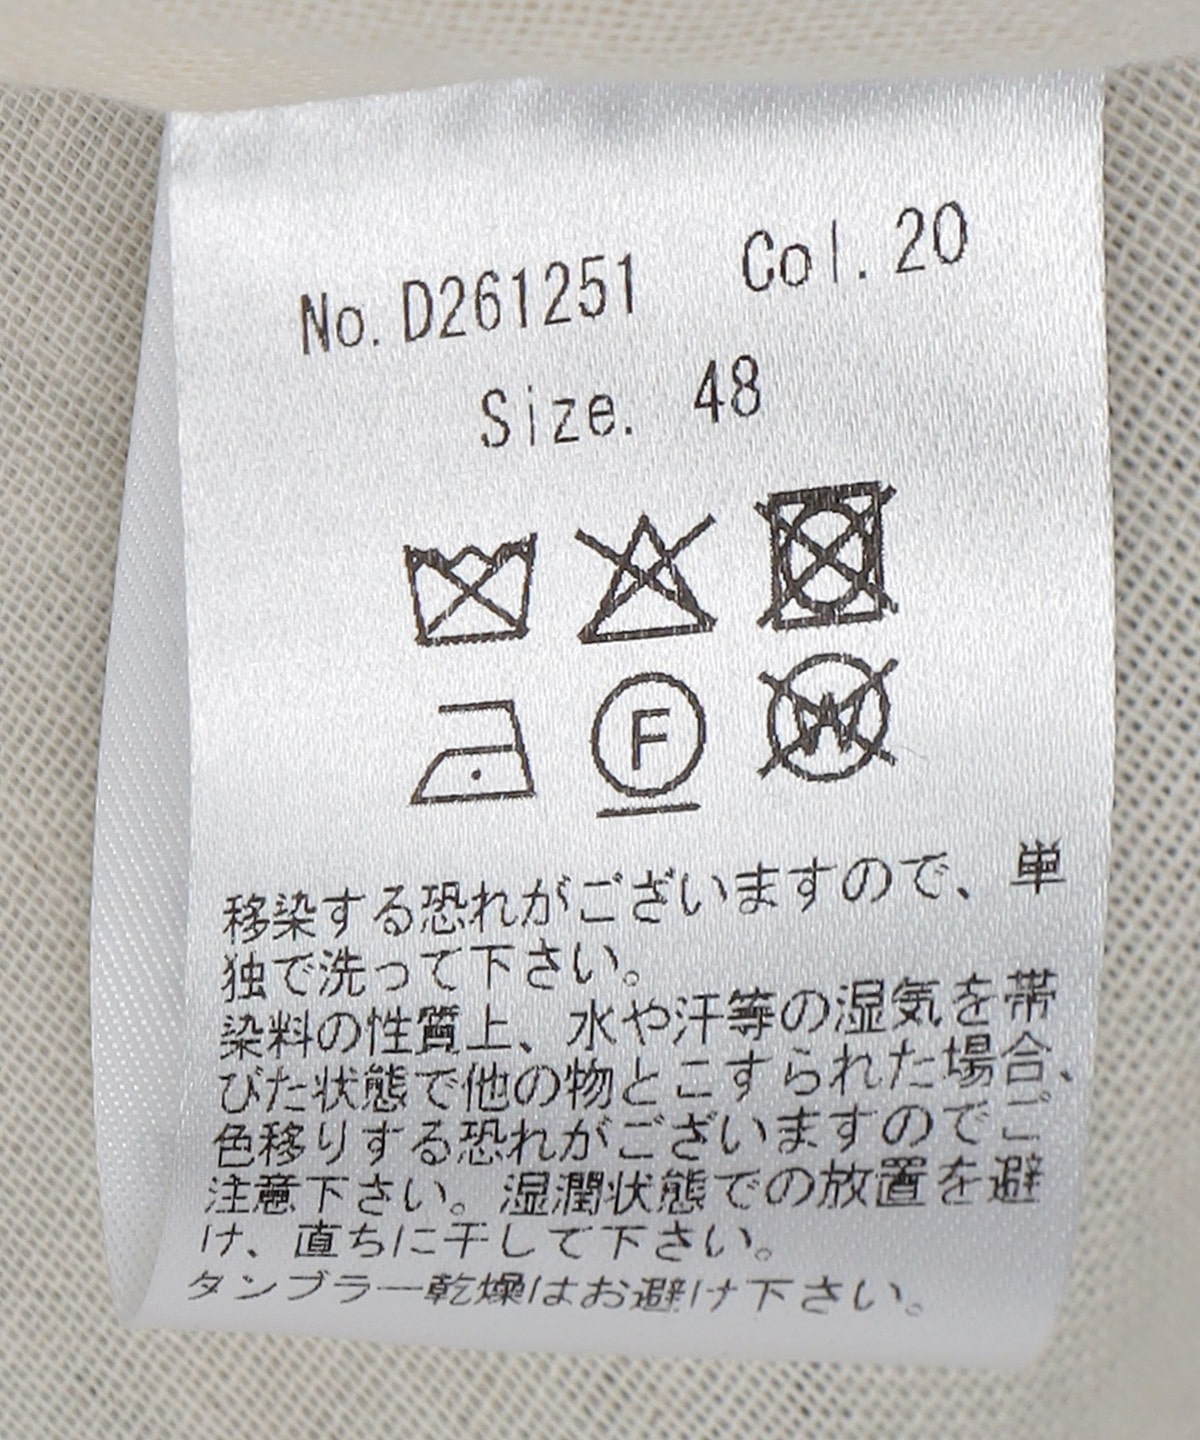 No. D261251 Col. 20
Size. 48
F
W
移染する恐れがございますので、単
独で洗って下さい。
染料の性質上、水や汗等の湿気を帯
びた状態で他の物とこすられた場合、
色移りする恐れがございますのでご
注意下さい。湿潤状態での放置を避
け、直ちに干して下さい。
タンブラー乾燥はお避け下さい。